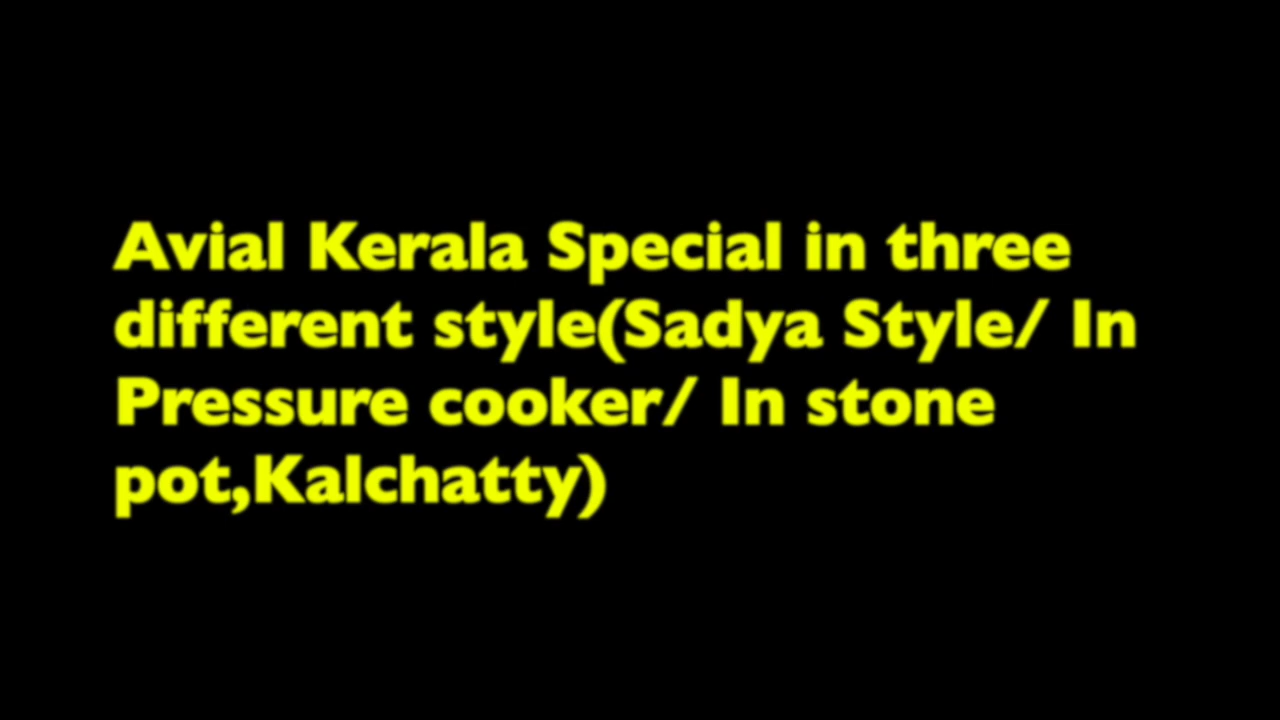 Avial Kerala Special in three
different style(Sadya Style/ In
Pressure cooker/ In stone
pot,Kalchatty)